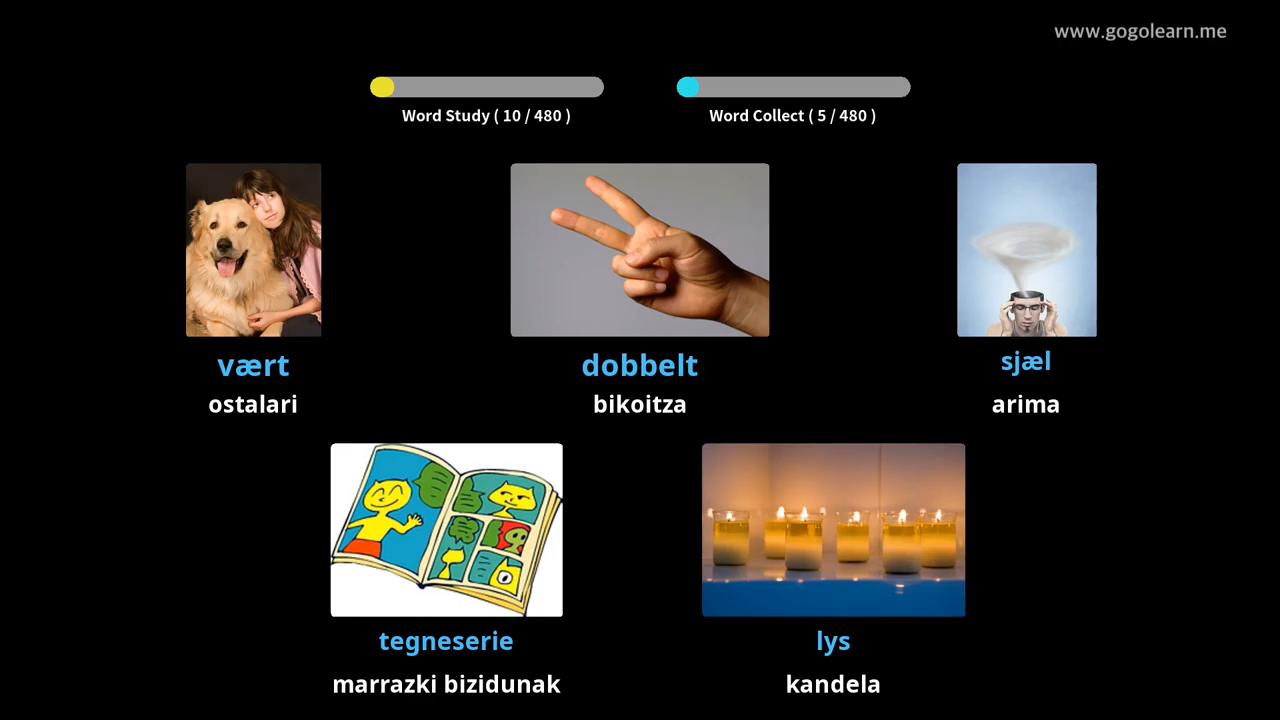 www.gogolearn.me
Word Study ( 10 / 480 )
Word Collect ( 5 / 480 )
vært
dobbelt
sjæl
ostalari
bikoitza
arima
tegneserie
lys
marrazki bizidunak
kandela